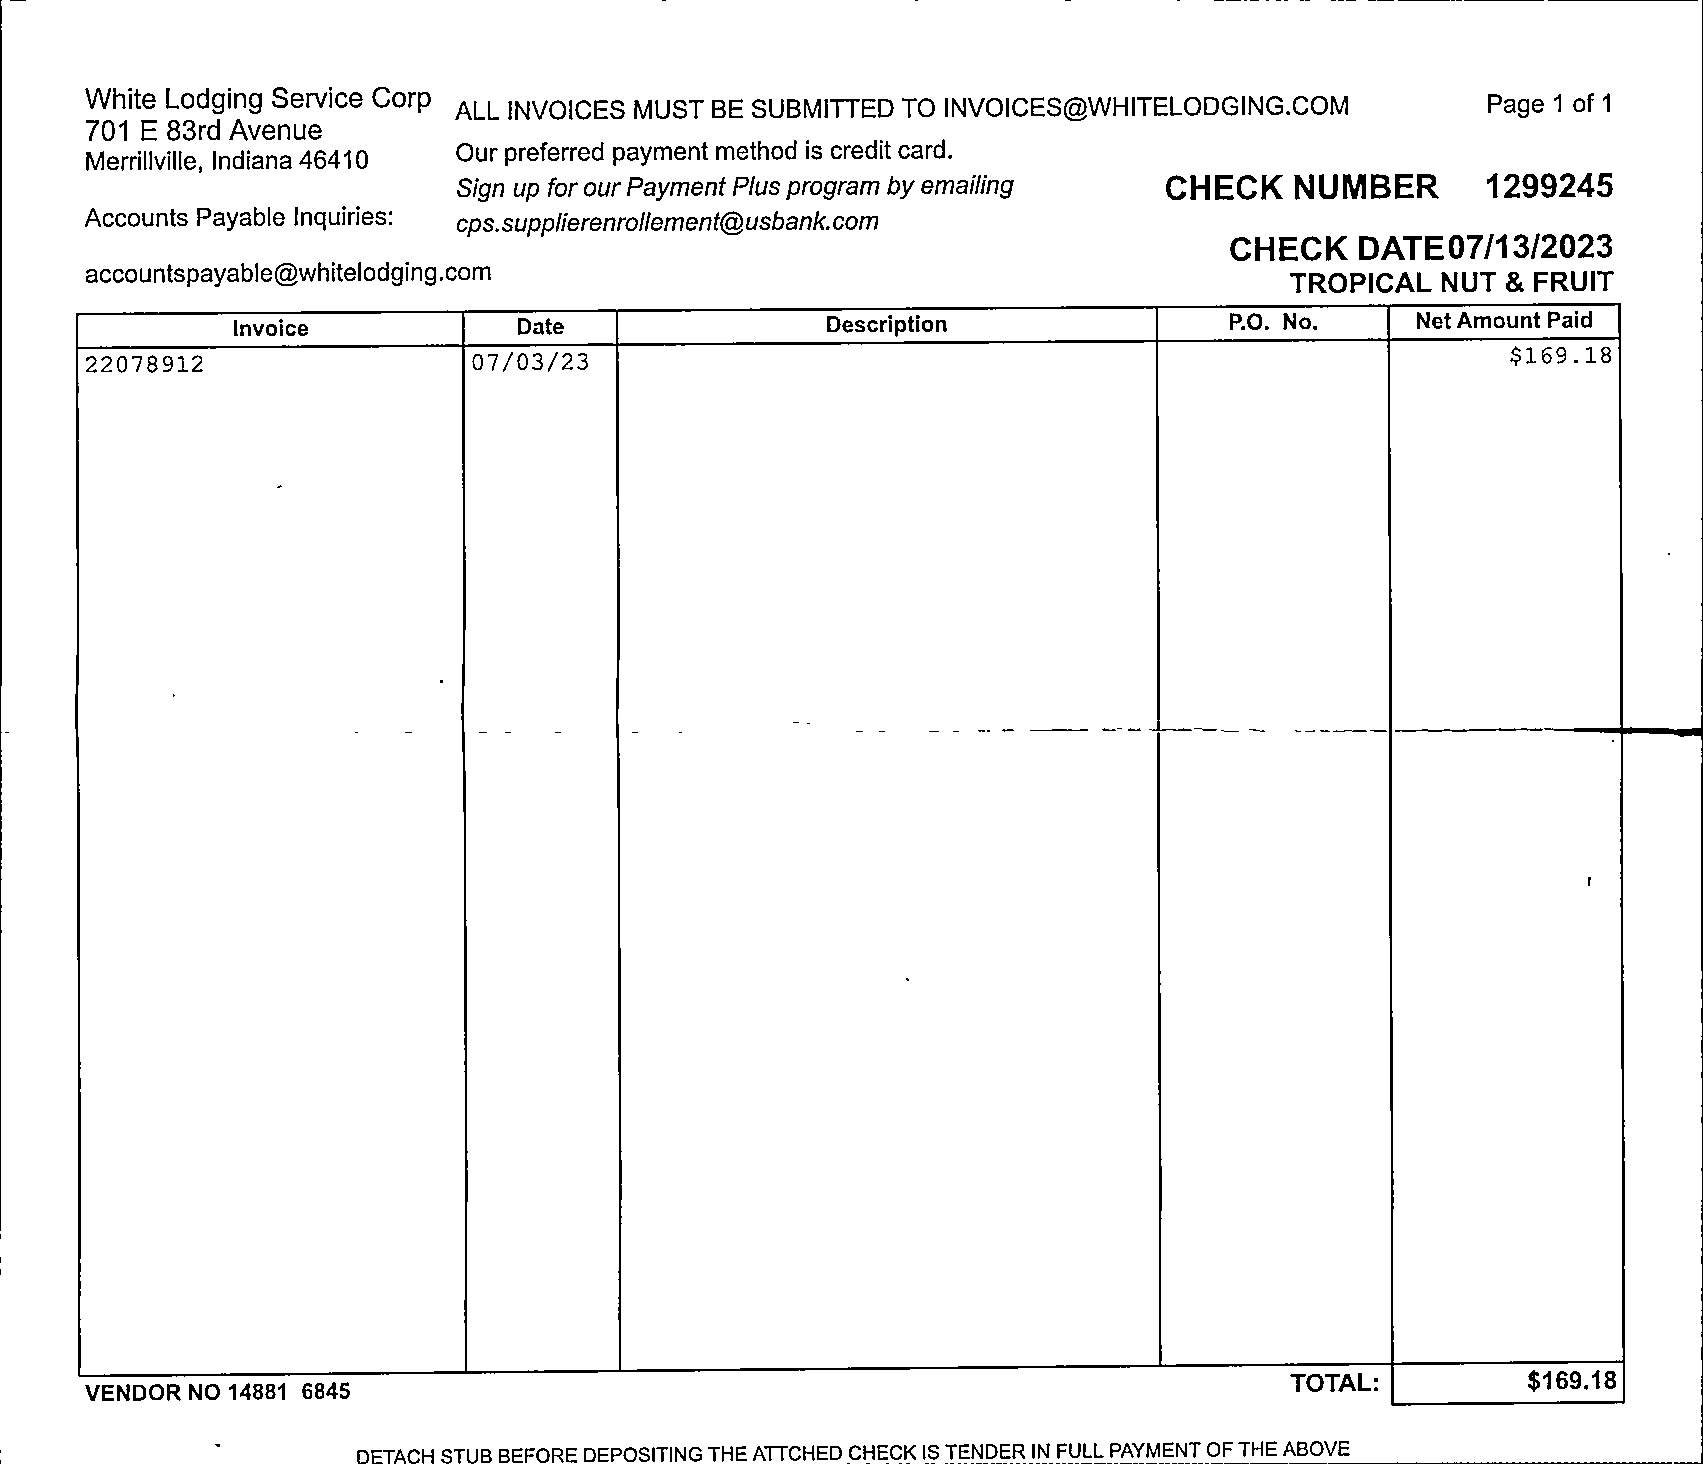 White Lodging Service Corp
701 E 83rd Avenue
Merrillville, Indiana 46410
Accounts Payable Inquiries:
accountspayable@whitelodging.com
ALL INVOICES MUST BE SUBMITTED TO INVOICES@WHITELODGING.COM
Our preferred payment method is credit card.
Sign up for our Payment Plus program by emailing
cps.supplierenrollement@usbank.com
Page 1 of 1
CHECK NUMBER 1299245
CHECK DATE07/13/2023
TROPICAL NUT & FRUIT
Invoice Date Description P.O. No. Net Amount Paid
22078912 07/03/23 $169.18
VENDOR NO 14881 6845 TOTAL: $169.18
DETACH STUB BEFORE DEPOSITING THE ATTCHED CHECK IS TENDER IN FULL PAYMENT OF THE ABOVE